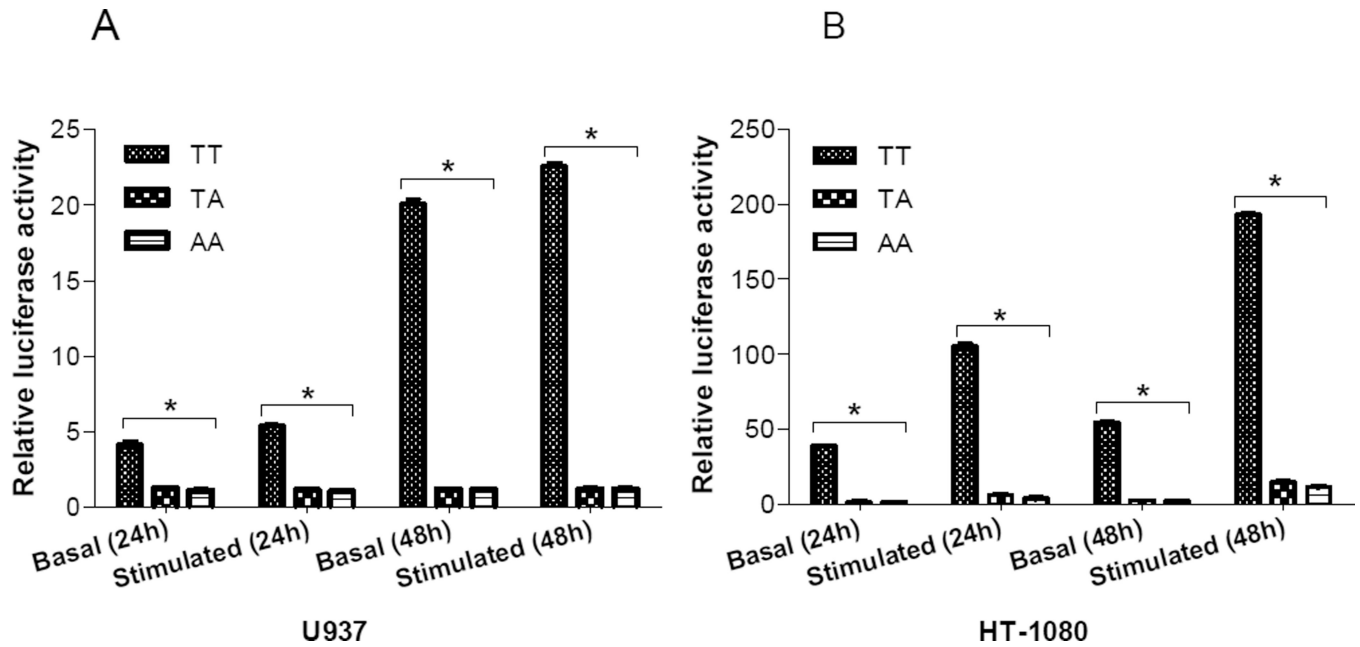 A
Relative luciferase activity
25
20
15
10
5
0
TT
TA
AA
*
*
*
*
Basal (24h)
Stimulated (24h)
Basal (48h)
Stimulated (48h)
U937
B
Relative luciferase activity
250
200
150
100
50
0
TT
TA
AA
*
*
*
*
Basal (24h)
Stimulated (24h)
Basal (48h)
Stimulated (48h)
HT-1080